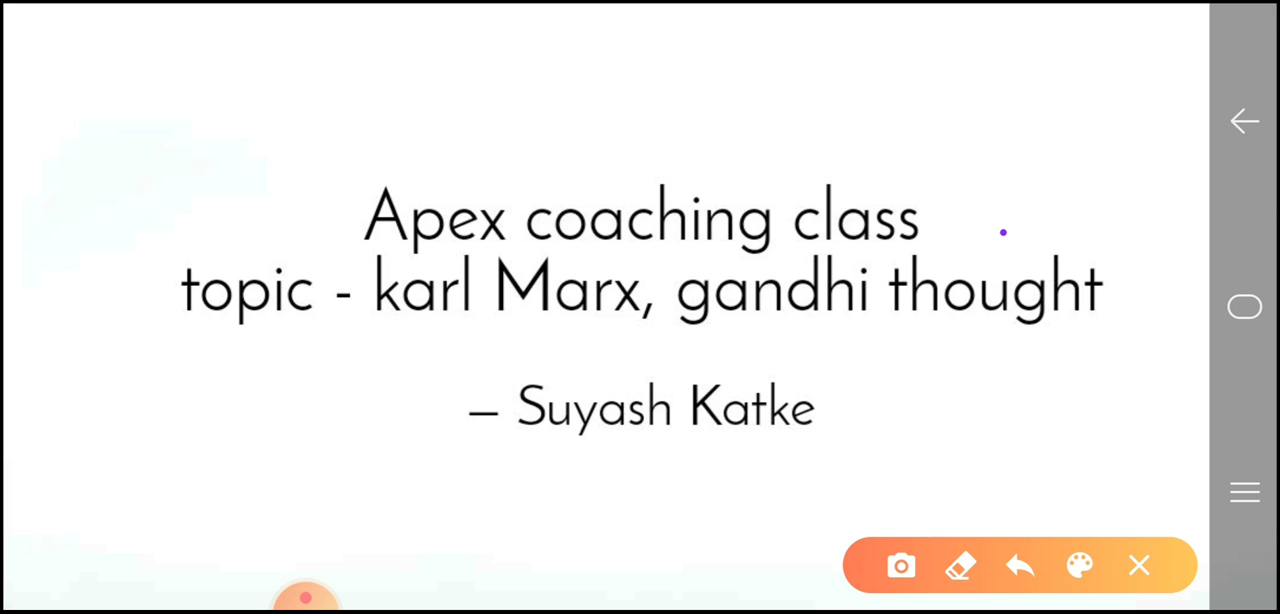 Apex coaching class
topic - karl Marx, gandhi thought
– Suyash Katke